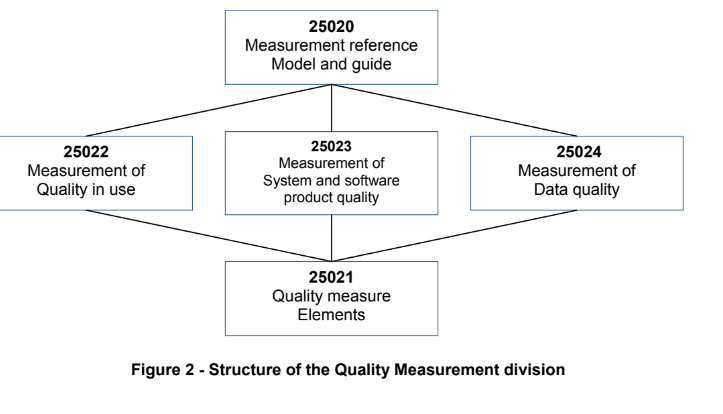 25020
Measurement reference
Model and guide
25022
Measurement of
Quality in use
25023
Measurement of
System and software
product quality
25024
Measurement of
Data quality
25021
Quality measure
Elements
Figure 2 - Structure of the Quality Measurement division